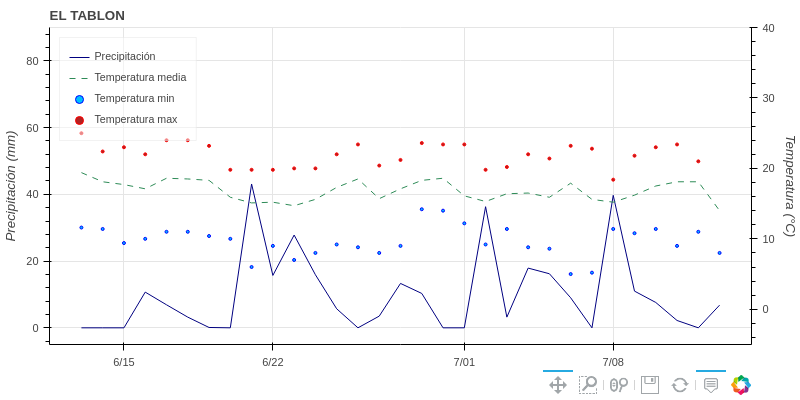 EL TABLON
Precipitación
Temperatura media
Temperatura min
Temperatura max
Precipitación (mm)
80
60
40
20
0
40
30
20
10
0
Temperatura (°C)
6/15
6/22
7/01
7/08